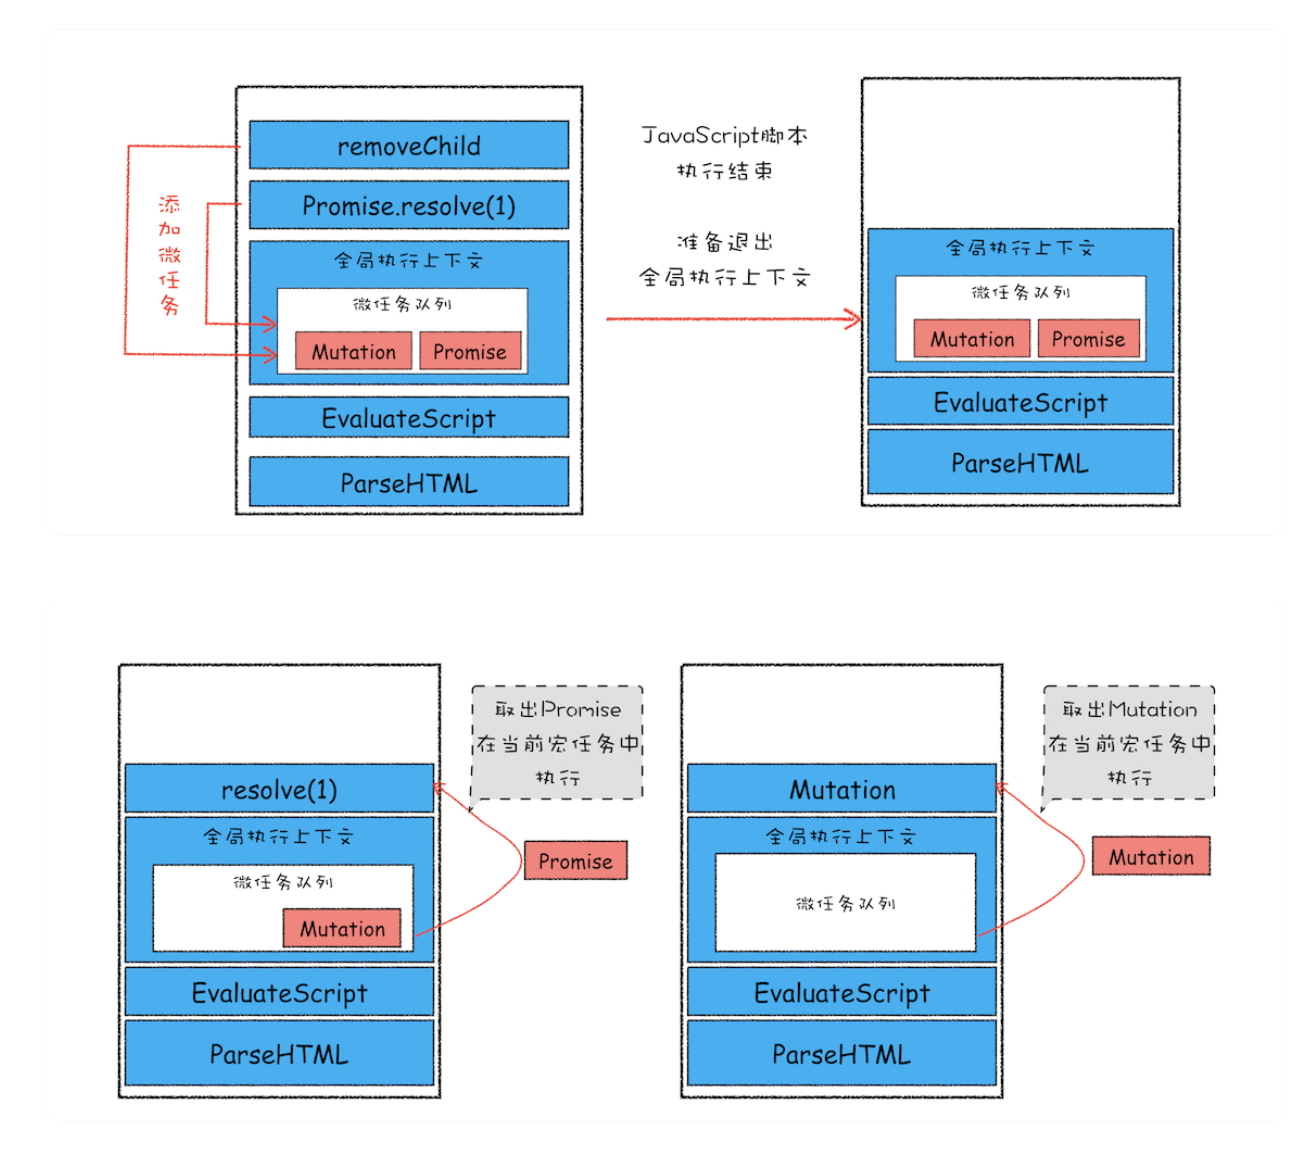 removeChild
Promise.resolve(1)
添加微任务
全局执行上下文
微任务队列
Mutation
Promise
EvaluateScript
ParseHTML
JavaScript脚本
执行结束
准备退出
全局执行上下文
全局执行上下文
微任务队列
Mutation
Promise
EvaluateScript
ParseHTML
resolve(1)
全局执行上下文
微任务队列
Mutation
EvaluateScript
ParseHTML
取出Promise
在当前宏任务中
执行
Promise
Mutation
全局执行上下文
微任务队列
EvaluateScript
ParseHTML
取出Mutation
在当前宏任务中
执行
Mutation